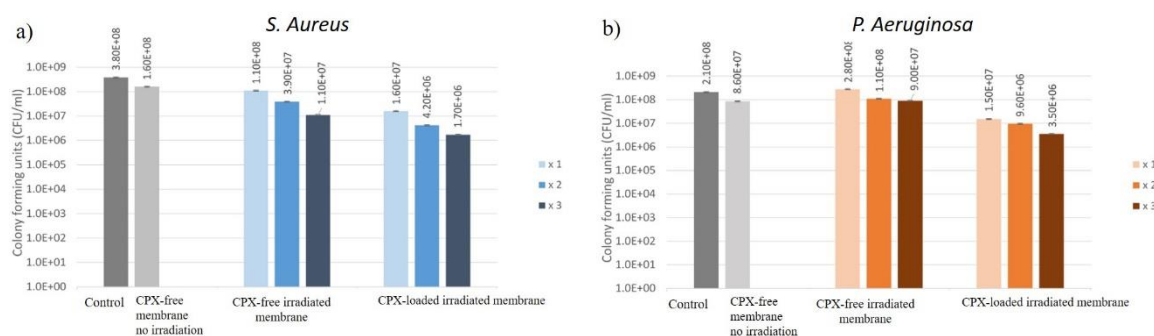 a)
S. Aureus
Colony forming units (CFU/ml)
1.0E+09
1.0E+08
1.0E+07
1.0E+06
1.0E+05
1.0E+04
1.0E+03
1.0E+02
1.0E+01
1.0E+00
3.80E+08
1.60E+08
1.10E+08
3.90E+07
1.10E+07
1.60E+07
4.20E+06
1.70E+06
x 1
x 2
x 3
Control
CPX-free
membrane
no irradiation
CPX-free irradiated
membrane
CPX-loaded irradiated membrane
b)
P. Aeruginosa
Colony forming units (CFU/ml)
1.0E+09
1.0E+08
1.0E+07
1.0E+06
1.0E+05
1.0E+04
1.0E+03
1.0E+02
1.0E+01
1.0E+00
2.10E+08
8.60E+07
2.80E+08
1.10E+08
9.00E+07
1.50E+07
9.60E+06
3.50E+06
x 1
x 2
x 3
Control
CPX-free
membrane
no irradiation
CPX-free irradiated
membrane
CPX-loaded irradiated membrane